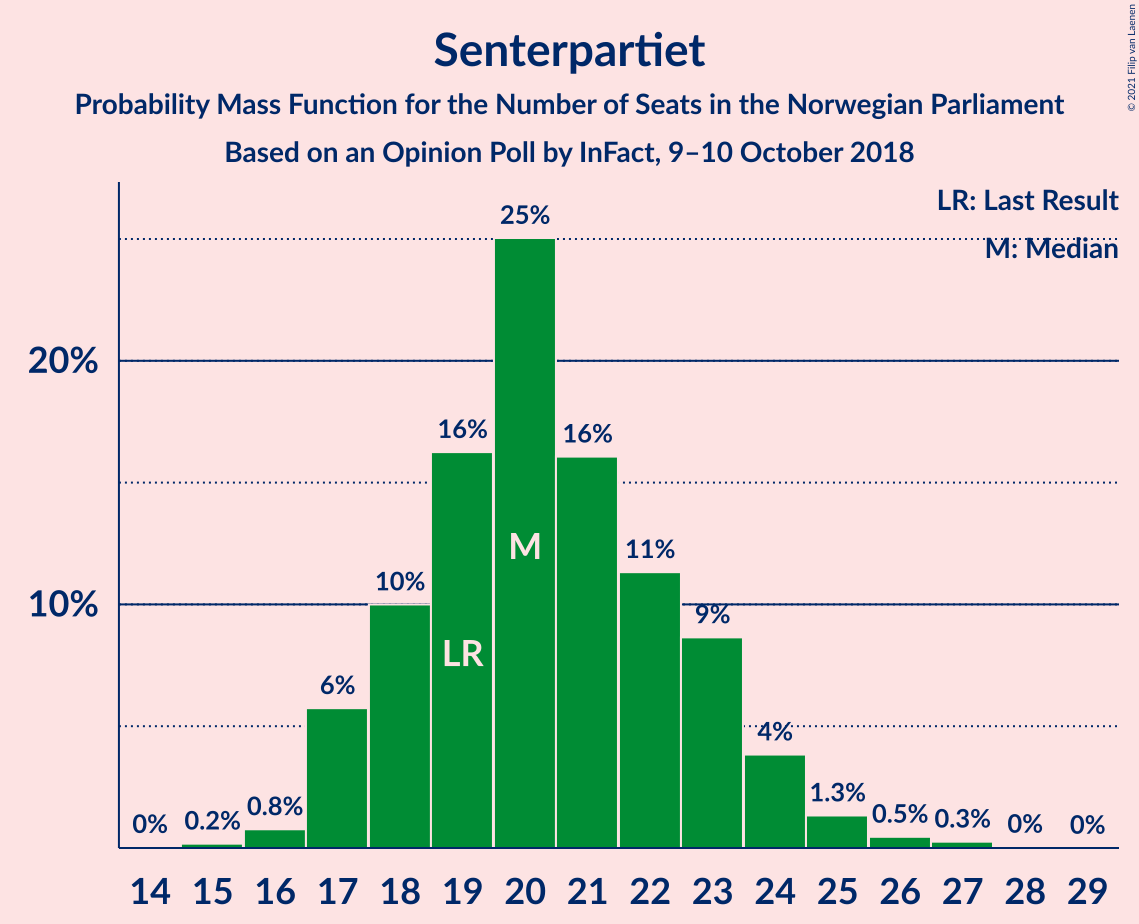 Senterpartiet
Probability Mass Function for the Number of Seats in the Norwegian Parliament
Based on an Opinion Poll by InFact, 9–10 October 2018
© 2021 Filip van Laenen
LR: Last Result
M: Median
25%
20%
16%
16%
M
11%
10%
10%
9%
LR
6%
4%
0%
0.2%
0.8%
1.3%
0.5%
0.3%
0%
0%
14 15 16 17 18 19 20 21 22 23 24 25 26 27 28 29